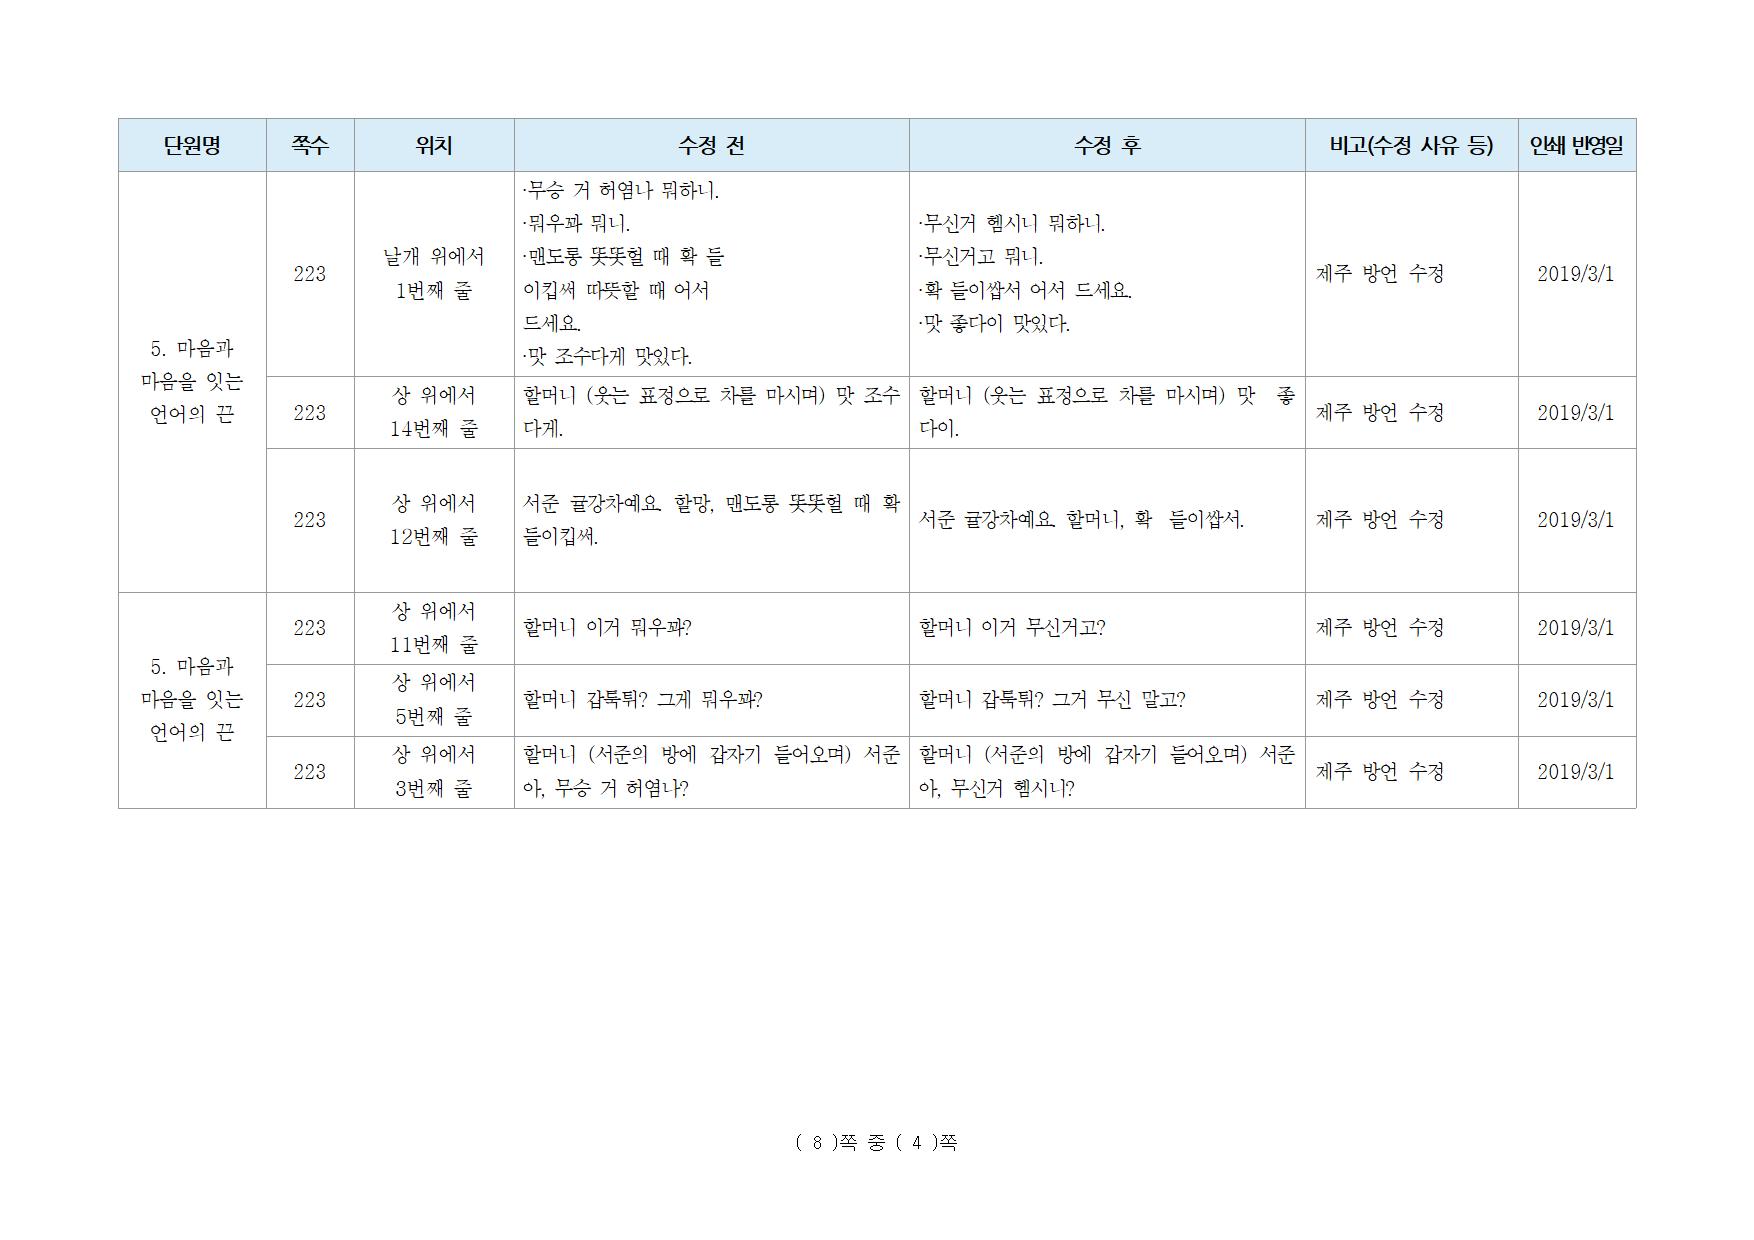 단원명 쪽수 위치 수정 전 수정 후 비고(수정 사유 등) 인쇄 반영일
5. 마음과
마음을 잇는
언어의 끈
223
날개 위에서
1번째 줄
·무승 거 허염나 뭐하니.
·뭐우꽈 뭐니.
·맨도롱 뚯뚯헐 때 확 들
이킵써 따뜻할 때 어서
드세요.
·맛 조수다게 맛있다.
·무신거 헴시니 뭐하니.
·무신거고 뭐니.
·확 들이쌉서 어서 드세요.
·맛 좋다이 맛있다.
제주 방언 수정
2019/3/1
223
상 위에서
14번째 줄
할머니 (웃는 표정으로 차를 마시며) 맛 조수
다게.
할머니 (웃는 표정으로 차를 마시며) 맛 좋
다이.
제주 방언 수정
2019/3/1
223
상 위에서
12번째 줄
서준 귤강차예요. 할망, 맨도롱 뚯뚯헐 때 확
들이킵써.
서준 귤강차예요. 할머니, 확 들이쌉서.
제주 방언 수정
2019/3/1
5. 마음과
마음을 잇는
언어의 끈
223
상 위에서
11번째 줄
할머니 이거 뭐우꽈?
할머니 이거 무신거고?
제주 방언 수정
2019/3/1
223
상 위에서
5번째 줄
할머니 갑툭튀? 그게 뭐우꽈?
할머니 갑툭튀? 그거 무신 말고?
제주 방언 수정
2019/3/1
223
상 위에서
3번째 줄
할머니 (서준의 방에 갑자기 들어오며) 서준
아, 무승 거 허염나?
할머니 (서준의 방에 갑자기 들어오며) 서준
아, 무신거 헴시니?
제주 방언 수정
2019/3/1
( 8 )쪽 중 ( 4 )쪽